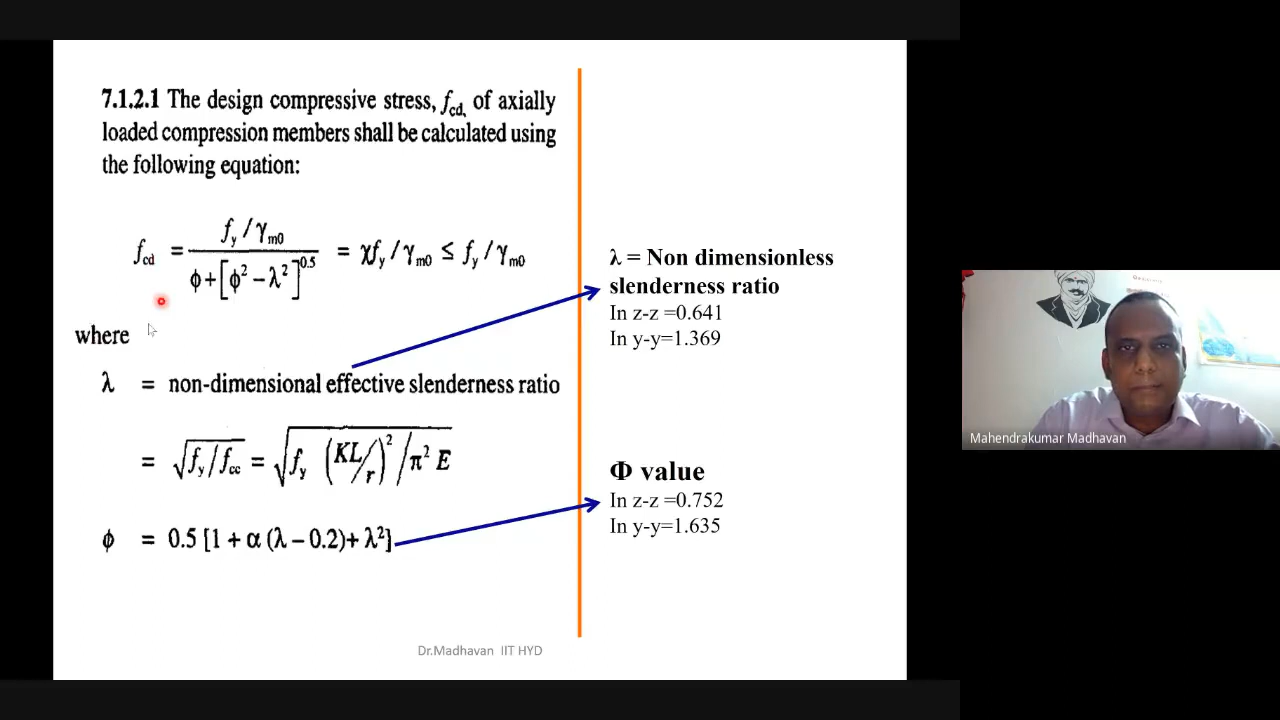 7.1.2.1 The design compressive stress, f_cd, of axially
loaded compression members shall be calculated using
the following equation:
f_cd = (f_y / γ_m0) / (ϕ + [ϕ² − λ²]^0.5) = χf_y / γ_m0 ≤ f_y / γ_m0
where
λ = non-dimensional effective slenderness ratio
= √(f_y / f_cc) = √(f_y (KL/r)² / π² E)
ϕ = 0.5 [1 + α (λ − 0.2)+ λ²]
λ = Non dimensionless
slenderness ratio
In z-z =0.641
In y-y=1.369
Φ value
In z-z =0.752
In y-y=1.635
Dr.Madhavan IIT HYD
Mahendrakumar Madhavan